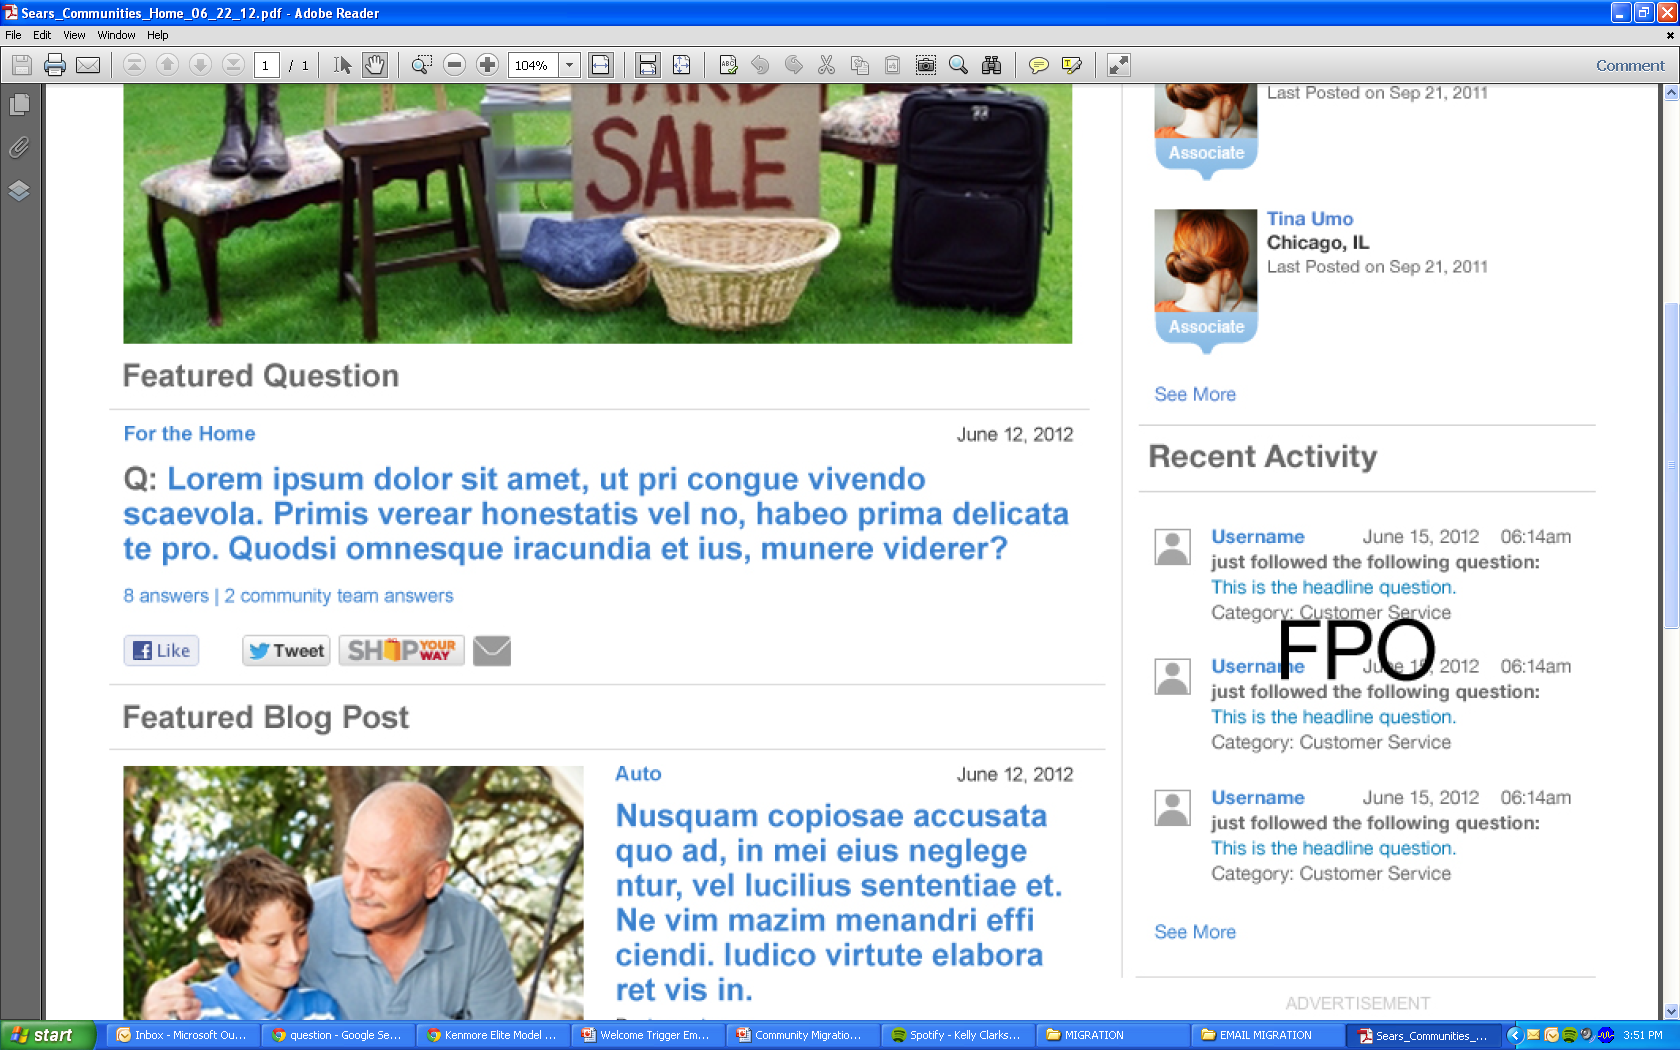 Sears_Communities_Home_06_22_12.pdf - Adobe Reader
File Edit View Window Help
1 / 1 104% Comment
YARD
SALE
Last Posted on Sep 21, 2011
Associate
Tina Umo
Chicago, IL
Last Posted on Sep 21, 2011
Associate
See More
Featured Question
For the Home June 12, 2012
Q: Lorem ipsum dolor sit amet, ut pri congue vivendo
scaevola. Primis verear honestatis vel no, habeo prima delicata
te pro. Quodsi omnesque iracundia et ius, munere viderer?
8 answers | 2 community team answers
Like Tweet SHOP YOUR WAY
Featured Blog Post
Auto June 12, 2012
Nusquam copiosae accusata
quo ad, in mei eius neglege
ntur, vel lucilius sententiae et.
Ne vim mazim menandri effi
ciendi. Iudico virtute elabora
ret vis in.
Recent Activity
Username June 15, 2012 06:14am
just followed the following question:
This is the headline question.
Category: Customer Service
FPO
Username June 15, 2012 06:14am
just followed the following question:
This is the headline question.
Category: Customer Service
Username June 15, 2012 06:14am
just followed the following question:
This is the headline question.
Category: Customer Service
See More
ADVERTISEMENT
start Inbox - Microsoft Ou... question - Google Se... Kenmore Elite Model ... Welcome Trigger Em... Community Migratio... Spotify - Kelly Clarks... MIGRATION EMAIL MIGRATION Sears_Communities_... 3:51 PM